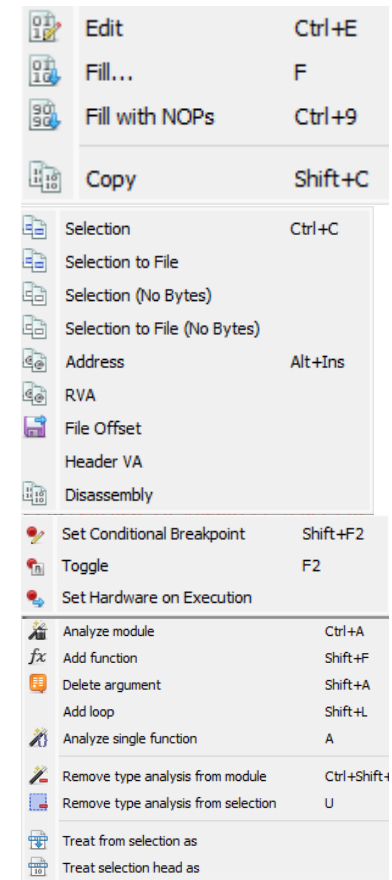 Edit Ctrl+E
Fill... F
Fill with NOPs Ctrl+9
Copy Shift+C
Selection Ctrl+C
Selection to File
Selection (No Bytes)
Selection to File (No Bytes)
Address Alt+Ins
RVA
File Offset
Header VA
Disassembly
Set Conditional Breakpoint Shift+F2
Toggle F2
Set Hardware on Execution
Analyze module Ctrl+A
fx Add function Shift+F
Delete argument Shift+A
Add loop Shift+L
Analyze single function A
Remove type analysis from module Ctrl+Shift+
Remove type analysis from selection U
Treat from selection as
Treat selection head as